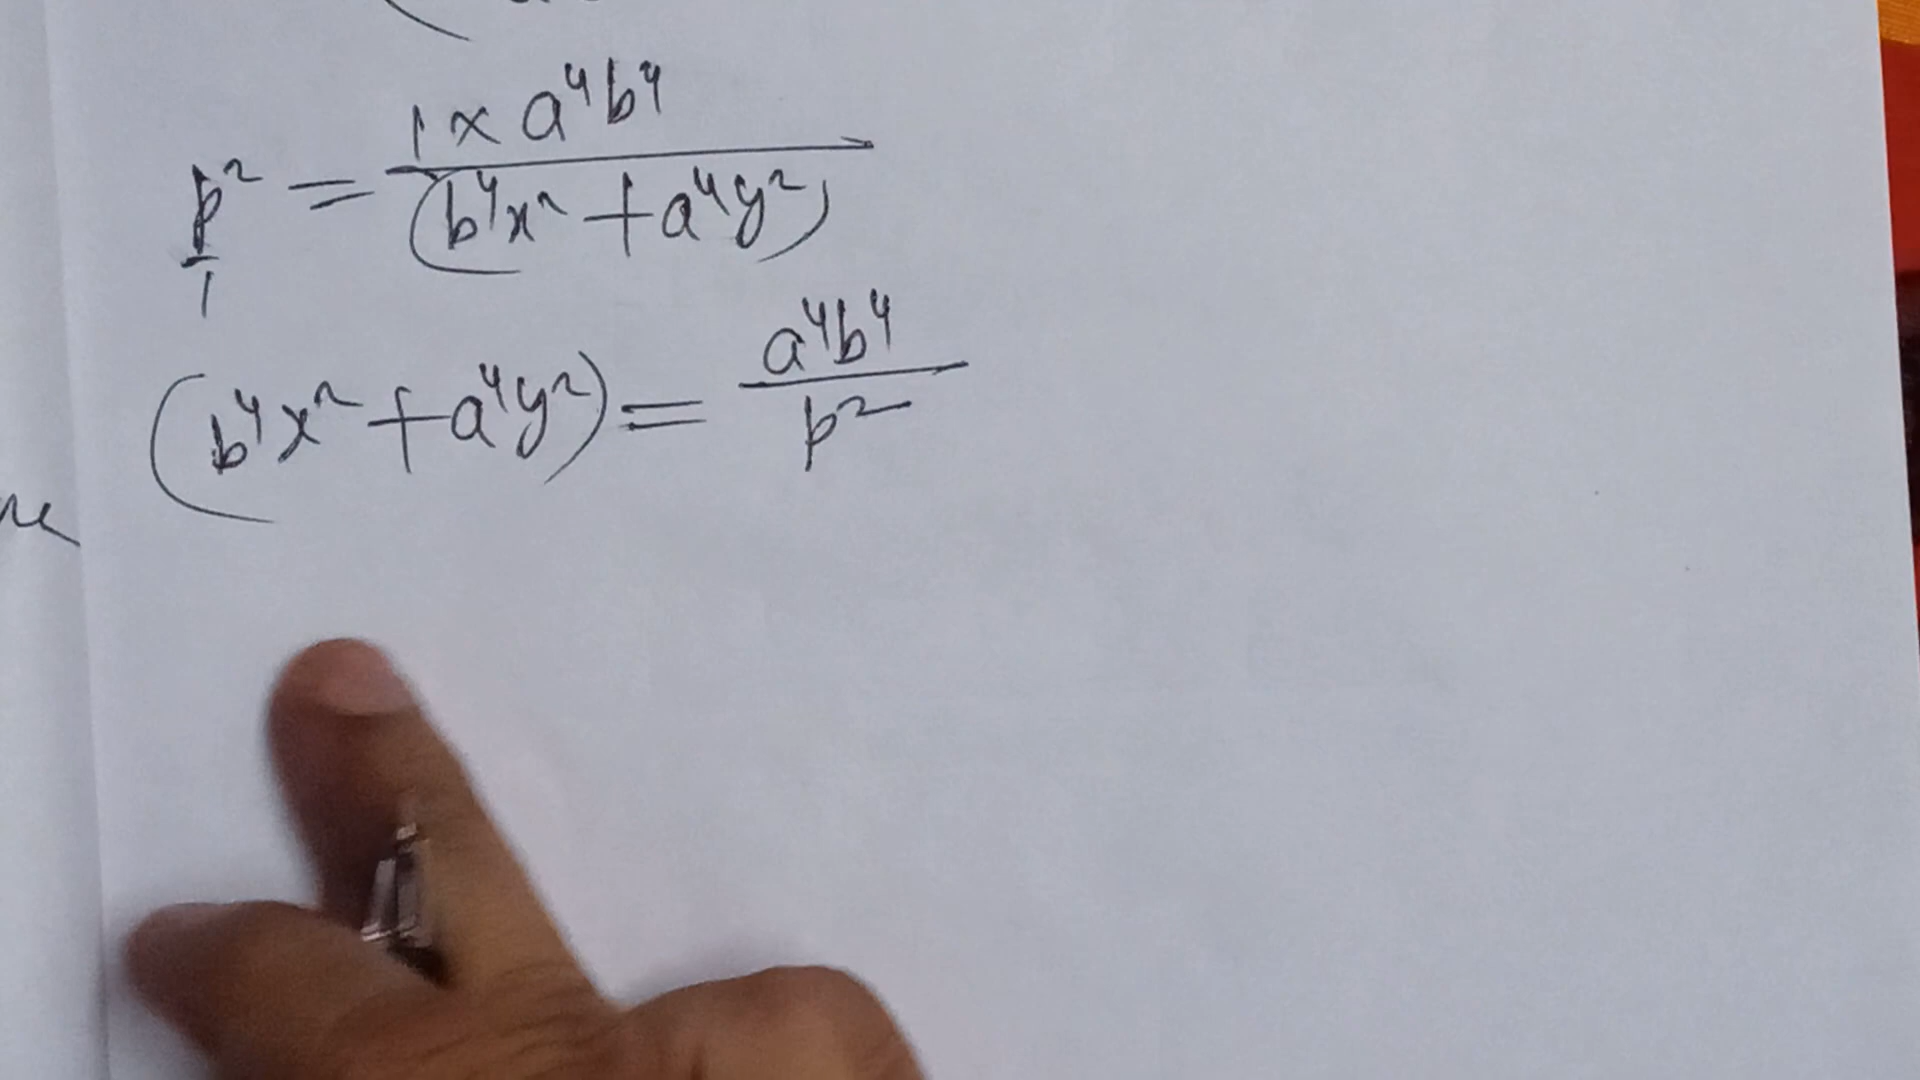 p² = 1 × a⁴b⁴ / (b⁴x² + a⁴y²)
1
(b⁴x² + a⁴y²) = a⁴b⁴ / p²